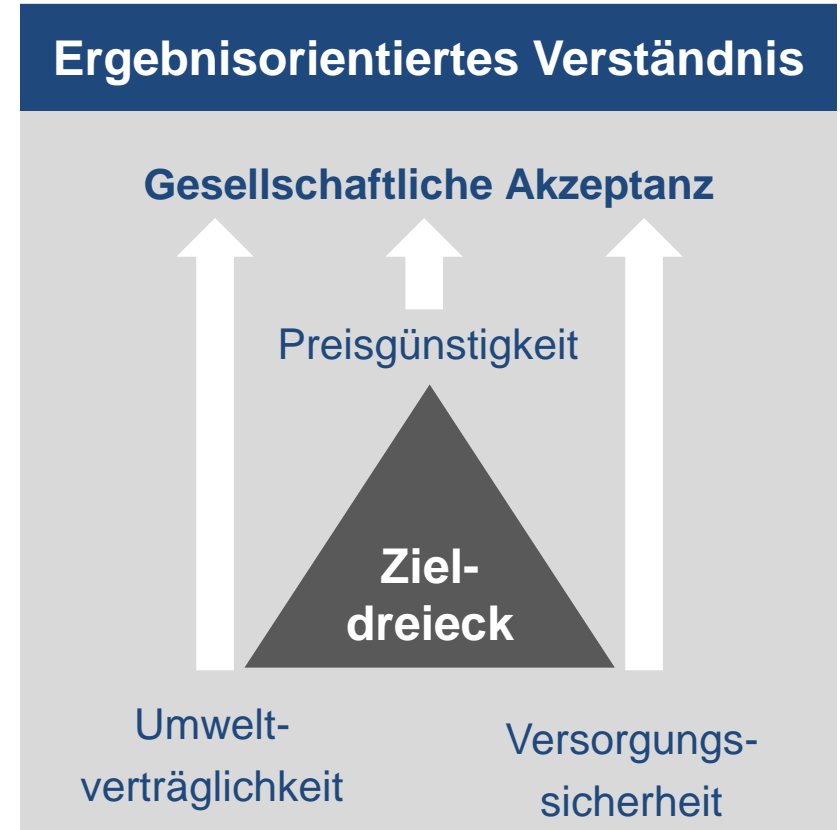 Ergebnisorientiertes Verständnis
Gesellschaftliche Akzeptanz
Preisgünstigkeit
Ziel-
dreieck
Umwelt-
verträglichkeit
Versorgungs-
sicherheit